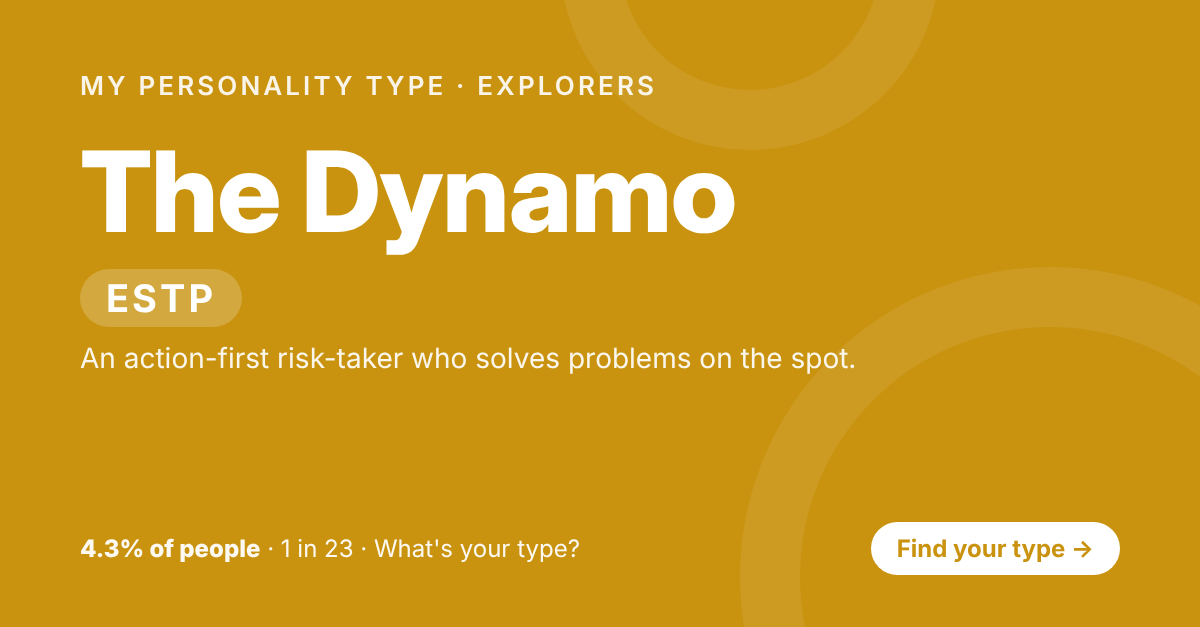 MY PERSONALITY TYPE · EXPLORERS
The Dynamo
ESTP
An action-first risk-taker who solves problems on the spot.
4.3% of people · 1 in 23 · What's your type?
Find your type →